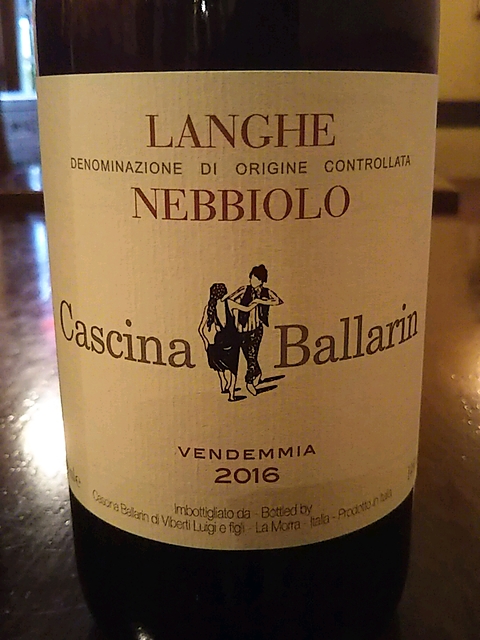 LANGHE
DENOMINAZIONE DI ORIGINE CONTROLLATA
NEBBIOLO
Cascina Ballarin
VENDEMMIA
2016
Imbottigliato da - Bottled by
Cascina Ballarin di Viberti Luigi e figli - La Morra - Italia - Prodotto in Italia